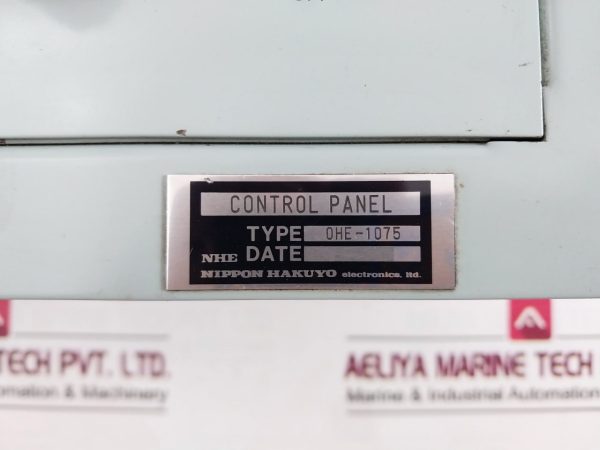 CONTROL PANEL
TYPE OHE-1075
NHE DATE
NIPPON HAKUYO electronics, ltd.
TECH PVT. LTD.
AELIYA MARINE TECH
omation & Machinery
Marine & Industrial Automation